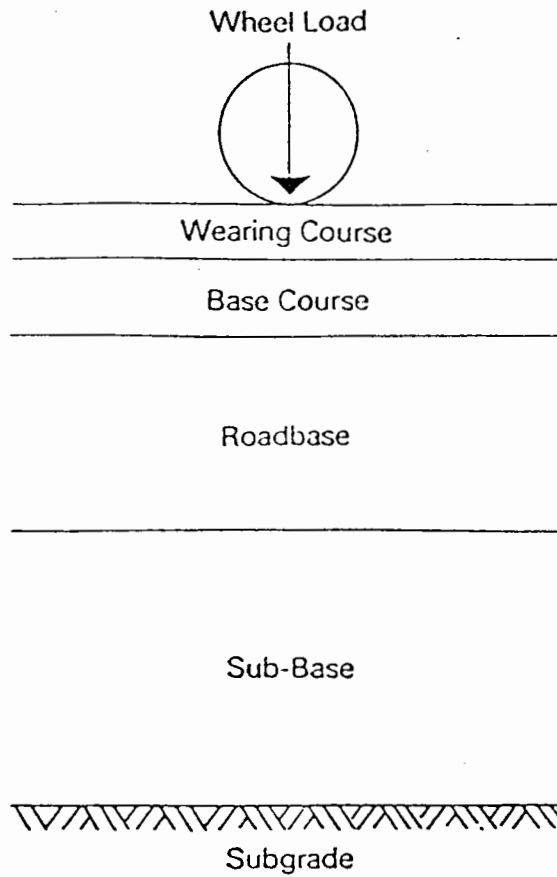 Wheel Load
Wearing Course
Base Course
Roadbase
Sub-Base
Subgrade